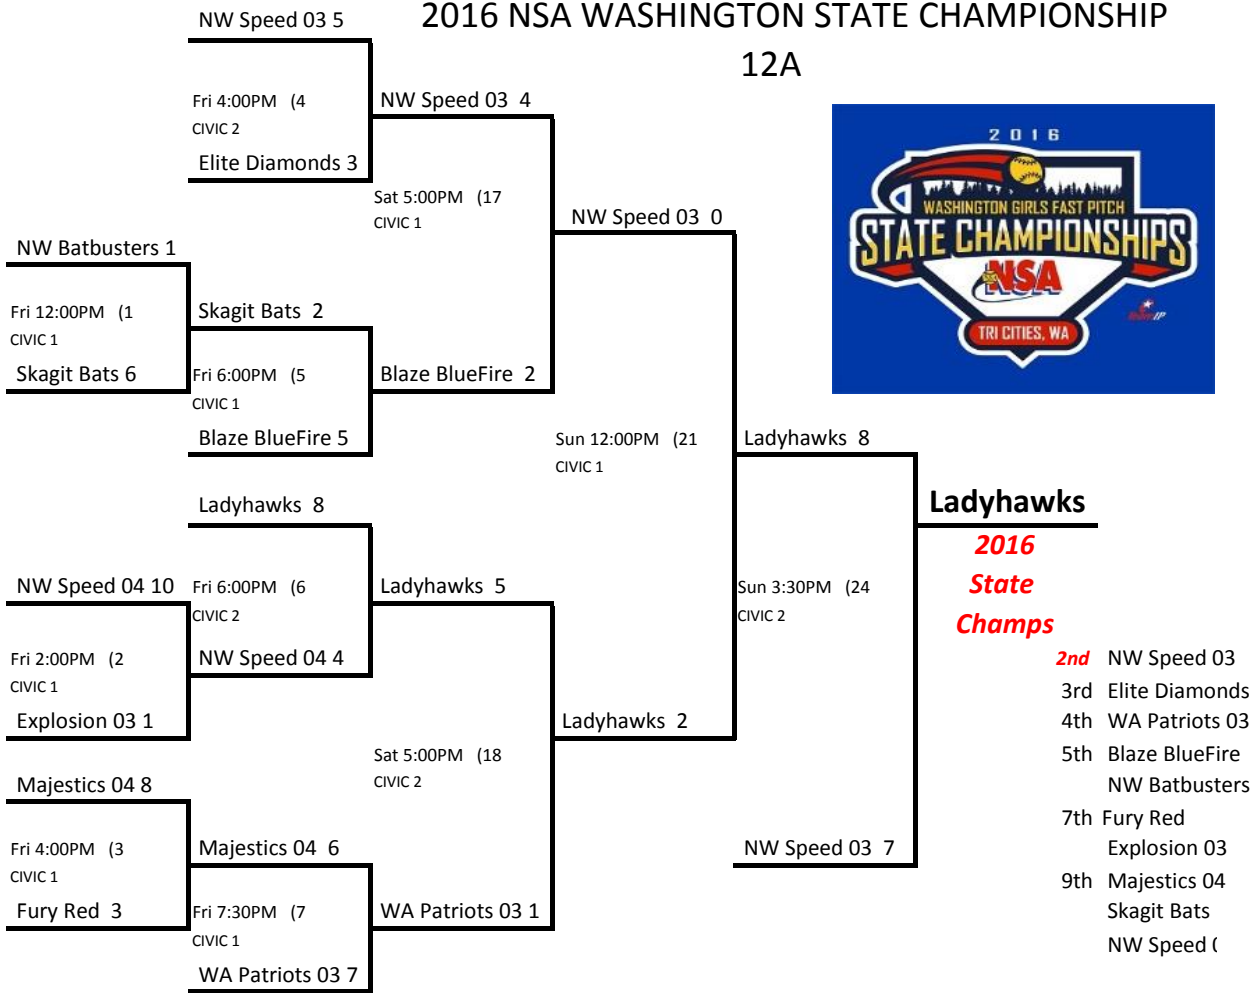 2016 NSA WASHINGTON STATE CHAMPIONSHIP
12A
NW Speed 03 5
Fri 4:00PM (4
CIVIC 2
Elite Diamonds 3
NW Speed 03 4
Sat 5:00PM (17
CIVIC 1
NW Speed 03 0
NW Batbusters 1
Fri 12:00PM (1
CIVIC 1
Skagit Bats 6
Skagit Bats 2
Fri 6:00PM (5
CIVIC 1
Blaze BlueFire 5
Blaze BlueFire 2
Sun 12:00PM (21
CIVIC 1
Ladyhawks 8
2016
WASHINGTON GIRLS FAST PITCH
STATE CHAMPIONSHIPS
NSA
TRI CITIES, WA
Ladyhawks 8
Fri 6:00PM (6
CIVIC 2
NW Speed 04 4
NW Speed 04 10
Fri 2:00PM (2
CIVIC 1
Explosion 03 1
Ladyhawks 5
Sat 5:00PM (18
CIVIC 2
Ladyhawks 2
Sun 3:30PM (24
CIVIC 2
NW Speed 03 7
Majestics 04 8
Fri 4:00PM (3
CIVIC 1
Fury Red 3
Majestics 04 6
Fri 7:30PM (7
CIVIC 1
WA Patriots 03 7
WA Patriots 03 1
Ladyhawks
2016
State
Champs
2nd NW Speed 03
3rd Elite Diamonds
4th WA Patriots 03
5th Blaze BlueFire
NW Batbusters
7th Fury Red
Explosion 03
9th Majestics 04
Skagit Bats
NW Speed